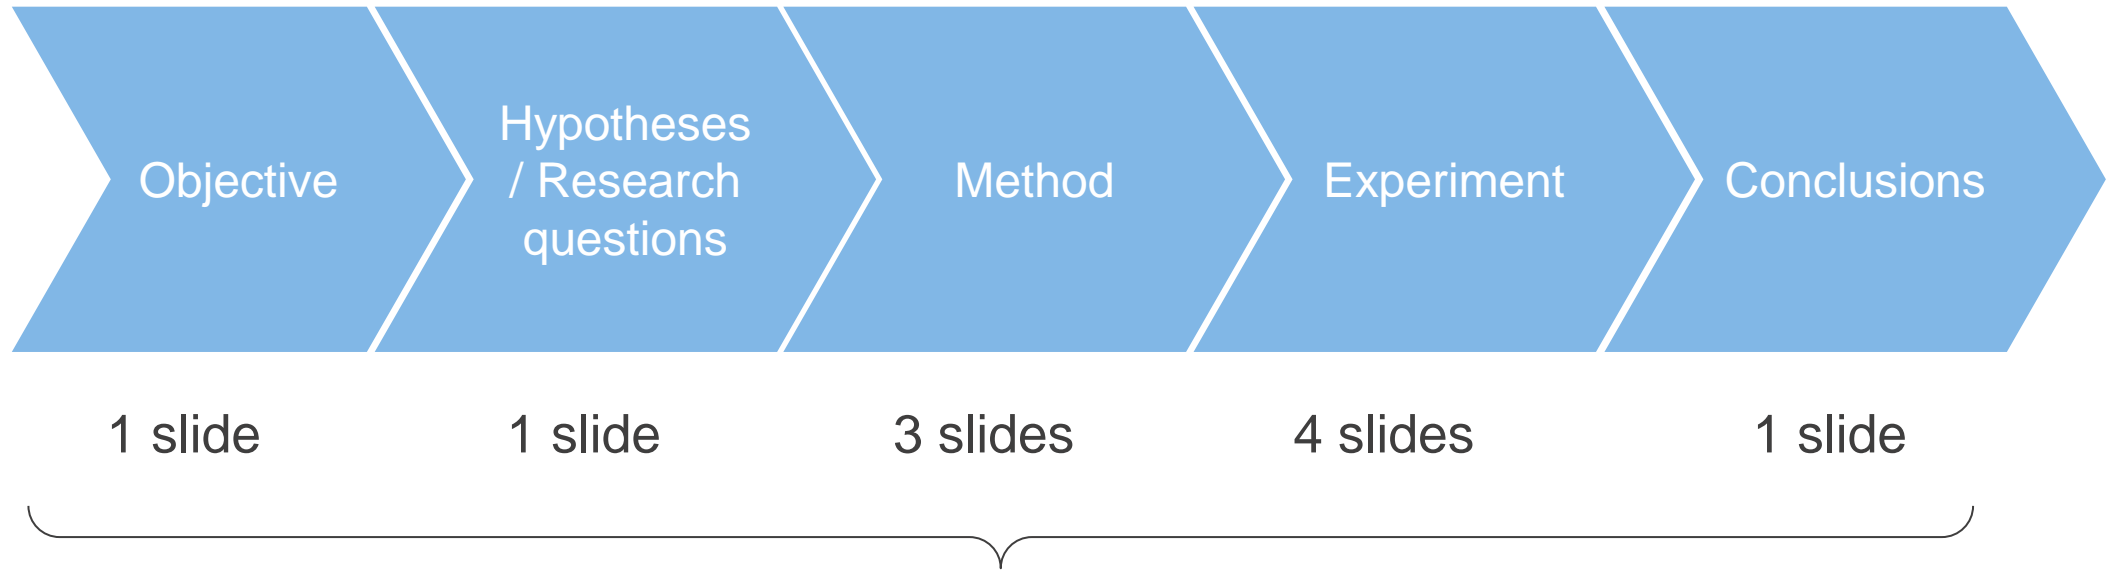 Objective
Hypotheses
/ Research
questions
Method
Experiment
Conclusions
1 slide
1 slide
3 slides
4 slides
1 slide